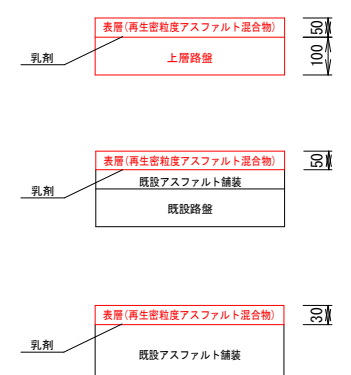 表層(再生密粒度アスファルト混合物)
50
乳剤
上層路盤
100
表層(再生密粒度アスファルト混合物)
50
既設アスファルト舗装
乳剤
既設路盤
表層(再生密粒度アスファルト混合物)
30
乳剤
既設アスファルト舗装